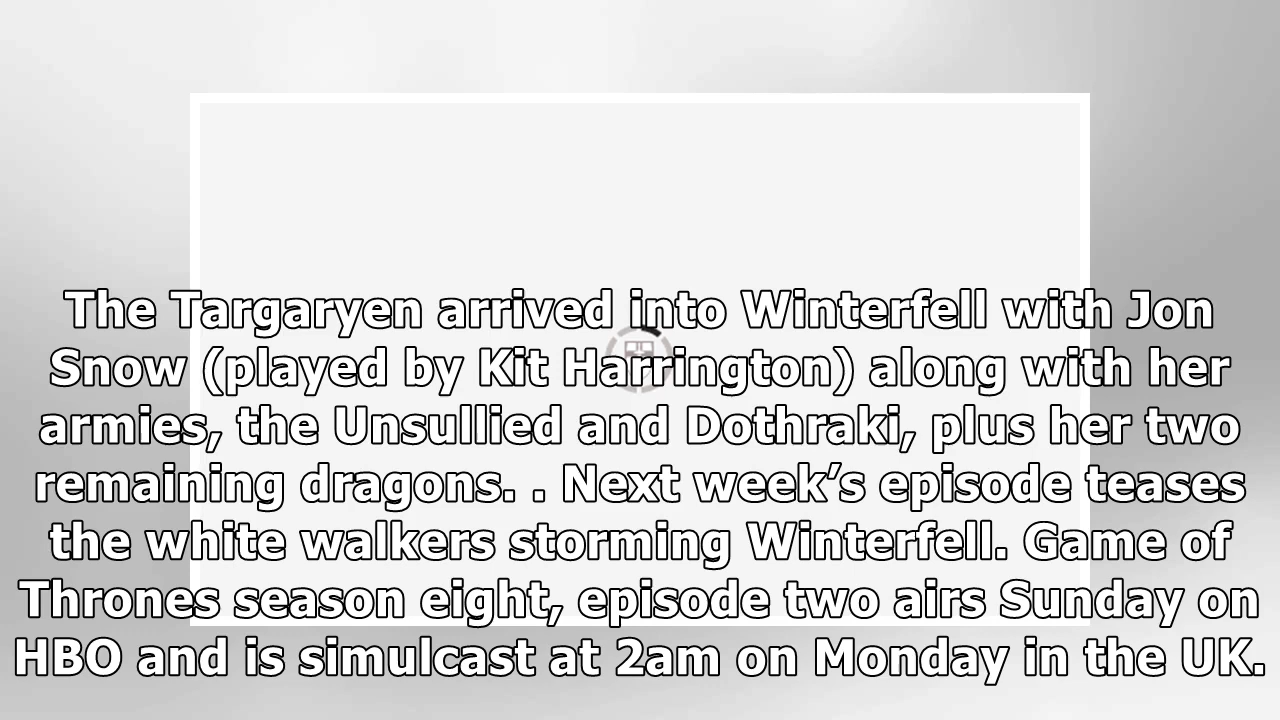 The Targaryen arrived into Winterfell with Jon
Snow (played by Kit Harrington) along with her
armies, the Unsullied and Dothraki, plus her two
remaining dragons. . Next week’s episode teases
the white walkers storming Winterfell. Game of
Thrones season eight, episode two airs Sunday on
HBO and is simulcast at 2am on Monday in the UK.